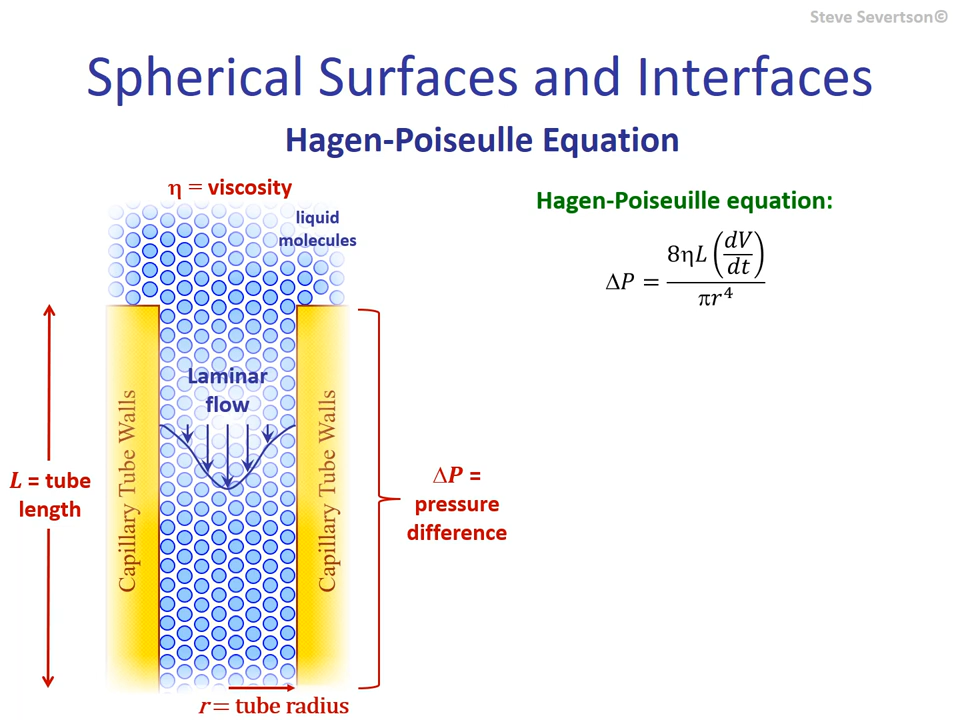 Steve Severtson©
Spherical Surfaces and Interfaces
Hagen-Poiseulle Equation
η = viscosity
liquid
molecules
Hagen-Poiseuille equation:
ΔP = 8ηL (dV/dt) / πr⁴
Laminar
flow
Capillary Tube Walls
Capillary Tube Walls
L = tube
length
ΔP =
pressure
difference
r = tube radius